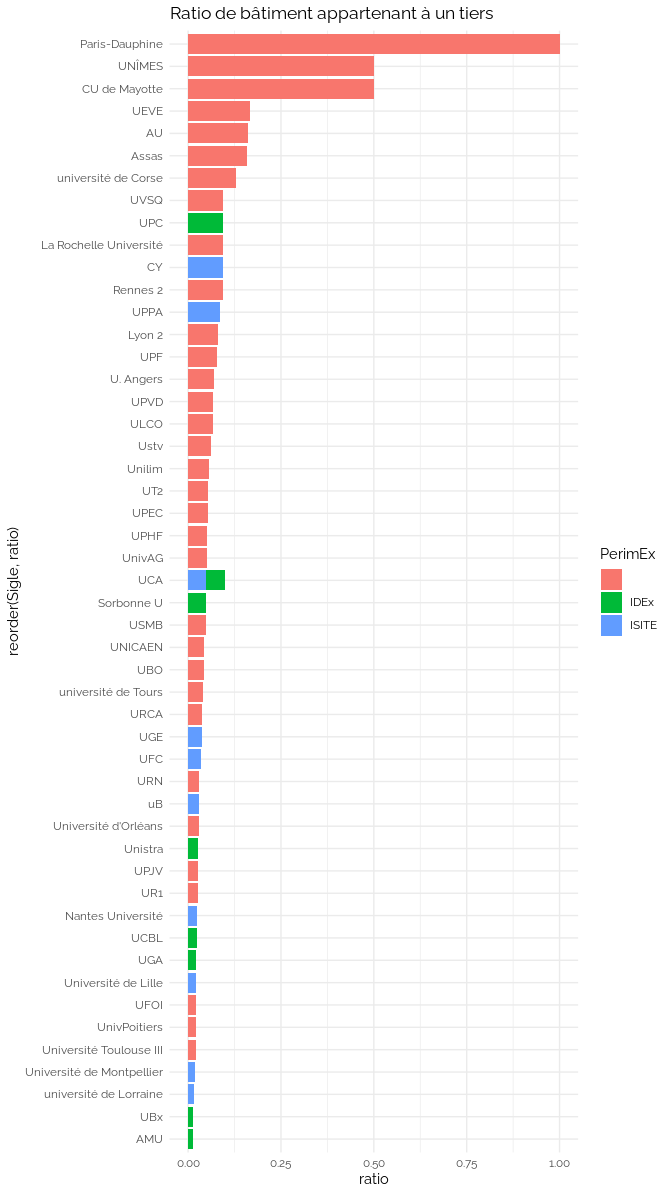 Ratio de bâtiment appartenant à un tiers
Paris-Dauphine
UNÎMES
CU de Mayotte
UEVE
AU
Assas
université de Corse
UVSQ
UPC
La Rochelle Université
CY
Rennes 2
UPPA
Lyon 2
UPF
U. Angers
UPVD
ULCO
Ustv
Unilim
UT2
UPEC
UPHF
UnivAG
UCA
Sorbonne U
USMB
UNICAEN
UBO
université de Tours
URCA
UGE
UFC
URN
uB
Université d'Orléans
Unistra
UPJV
UR1
Nantes Université
UCBL
UGA
Université de Lille
UFOI
UnivPoitiers
Université Toulouse III
Université de Montpellier
université de Lorraine
UBx
AMU
reorder(Sigle, ratio)
0.00
0.25
0.50
0.75
1.00
ratio
PerimEx
IDEx
ISITE